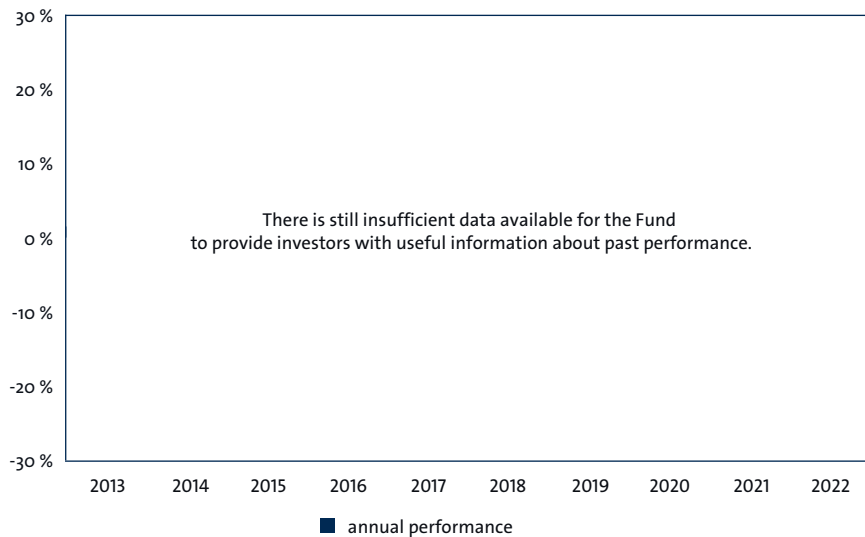 30 %
20 %
10 %
0 %
-10 %
-20 %
-30 %
There is still insufficient data available for the Fund
to provide investors with useful information about past performance.
2013 2014 2015 2016 2017 2018 2019 2020 2021 2022
annual performance